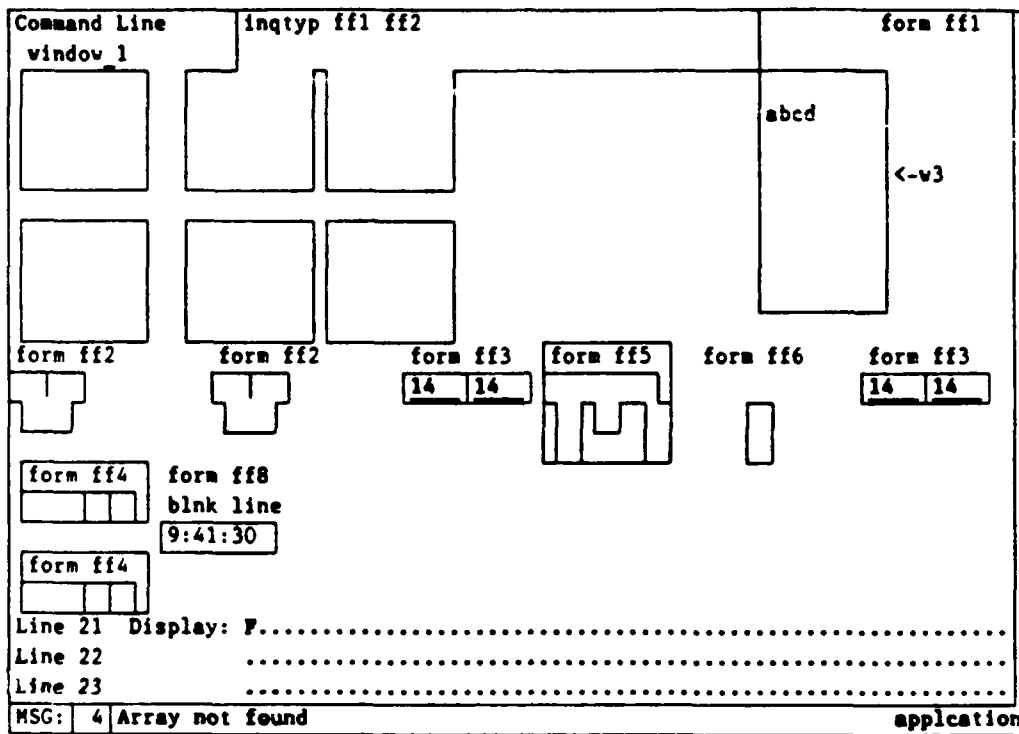 Command Line inqtyp ff1 ff2 form ff1
window_1
abcd
<-w3
form ff2 form ff2 form ff3 form ff5 form ff6 form ff3
14 14 14 14
form ff4 form ff8
blnk line
9:41:30
form ff4
Line 21 Display: F..........................................................
Line 22 ............................................................
Line 23 ............................................................
MSG: 4 Array not found applcation